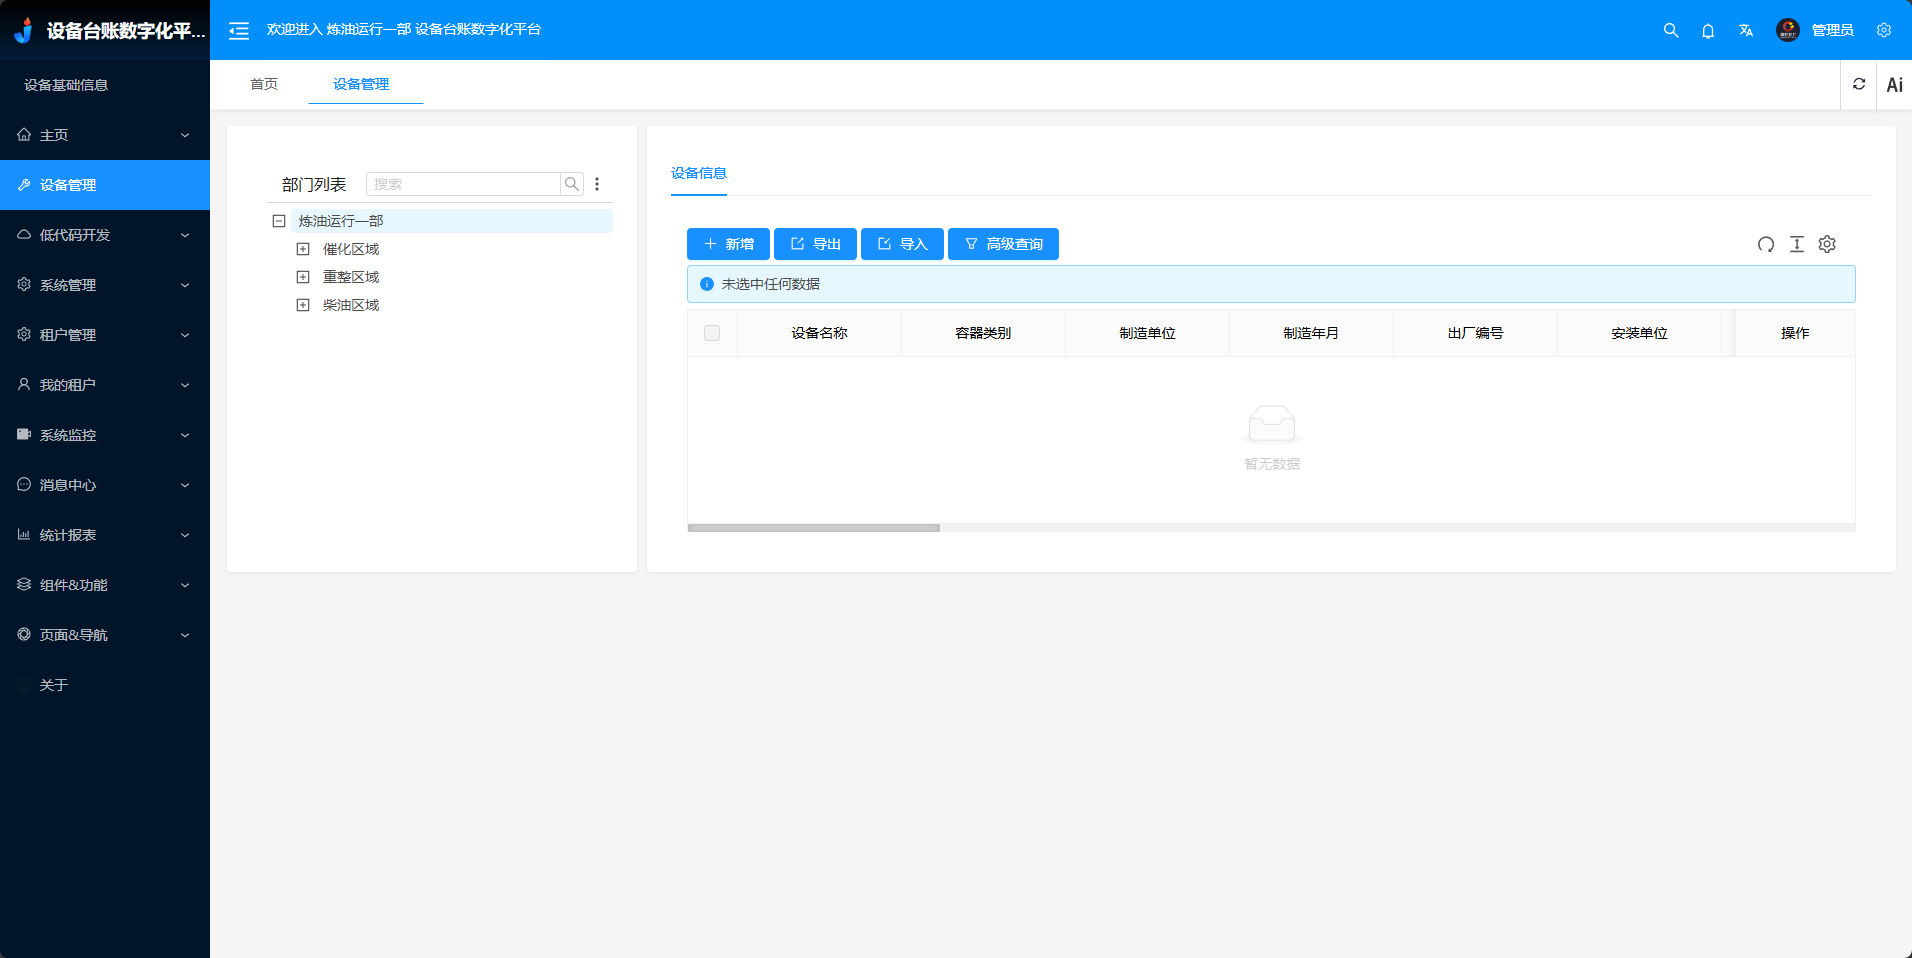 设备台账数字化平...
欢迎进入 炼油运行一部 设备台账数字化平台
管理员
设备基础信息
主页
设备管理
低代码开发
系统管理
租户管理
我的租户
系统监控
消息中心
统计报表
组件&功能
页面&导航
关于
首页
设备管理
Ai
部门列表
搜索
炼油运行一部
催化区域
重整区域
柴油区域
设备信息
新增
导出
导入
高级查询
未选中任何数据
设备名称
容器类别
制造单位
制造年月
出厂编号
安装单位
操作
暂无数据